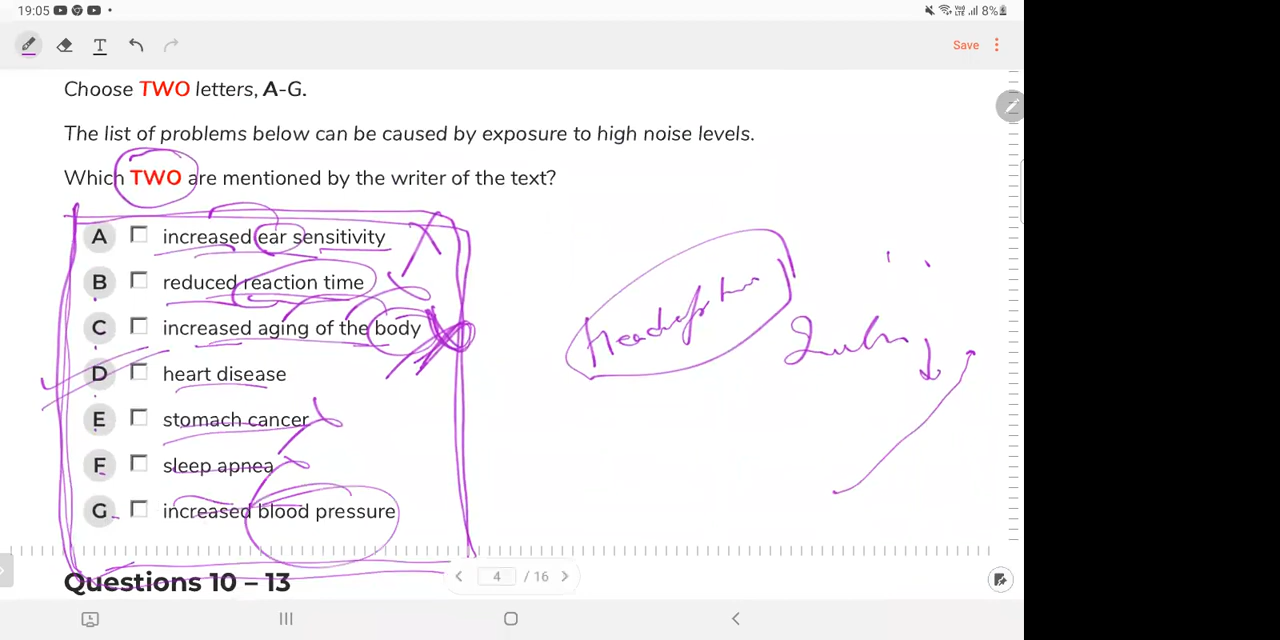 19:05 8%
Save
Choose TWO letters, A-G.
The list of problems below can be caused by exposure to high noise levels.
Which TWO are mentioned by the writer of the text?
A increased ear sensitivity
B reduced reaction time
C increased aging of the body
D heart disease
E stomach cancer
F sleep apnea
G increased blood pressure
4 / 16
Questions 10 – 13